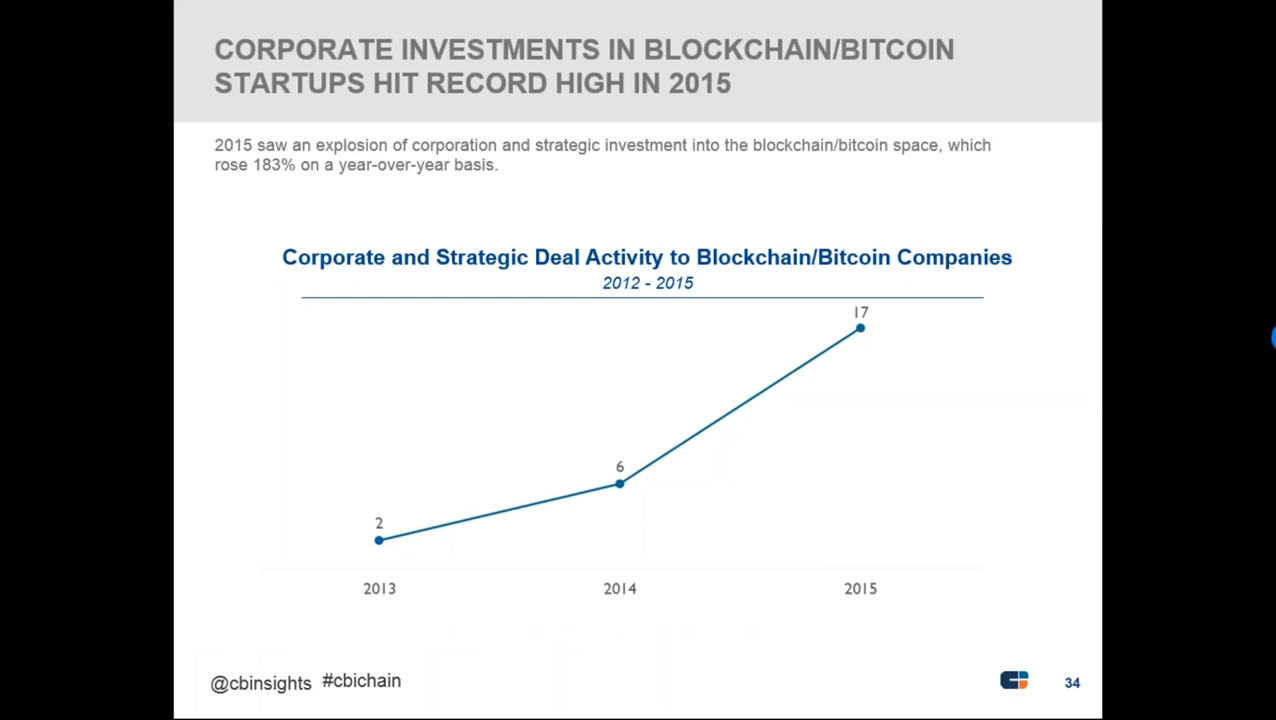 CORPORATE INVESTMENTS IN BLOCKCHAIN/BITCOIN
STARTUPS HIT RECORD HIGH IN 2015
2015 saw an explosion of corporation and strategic investment into the blockchain/bitcoin space, which
rose 183% on a year-over-year basis.
Corporate and Strategic Deal Activity to Blockchain/Bitcoin Companies
2012 - 2015
17
6
2
2013 2014 2015
@cbinsights #cbichain
34